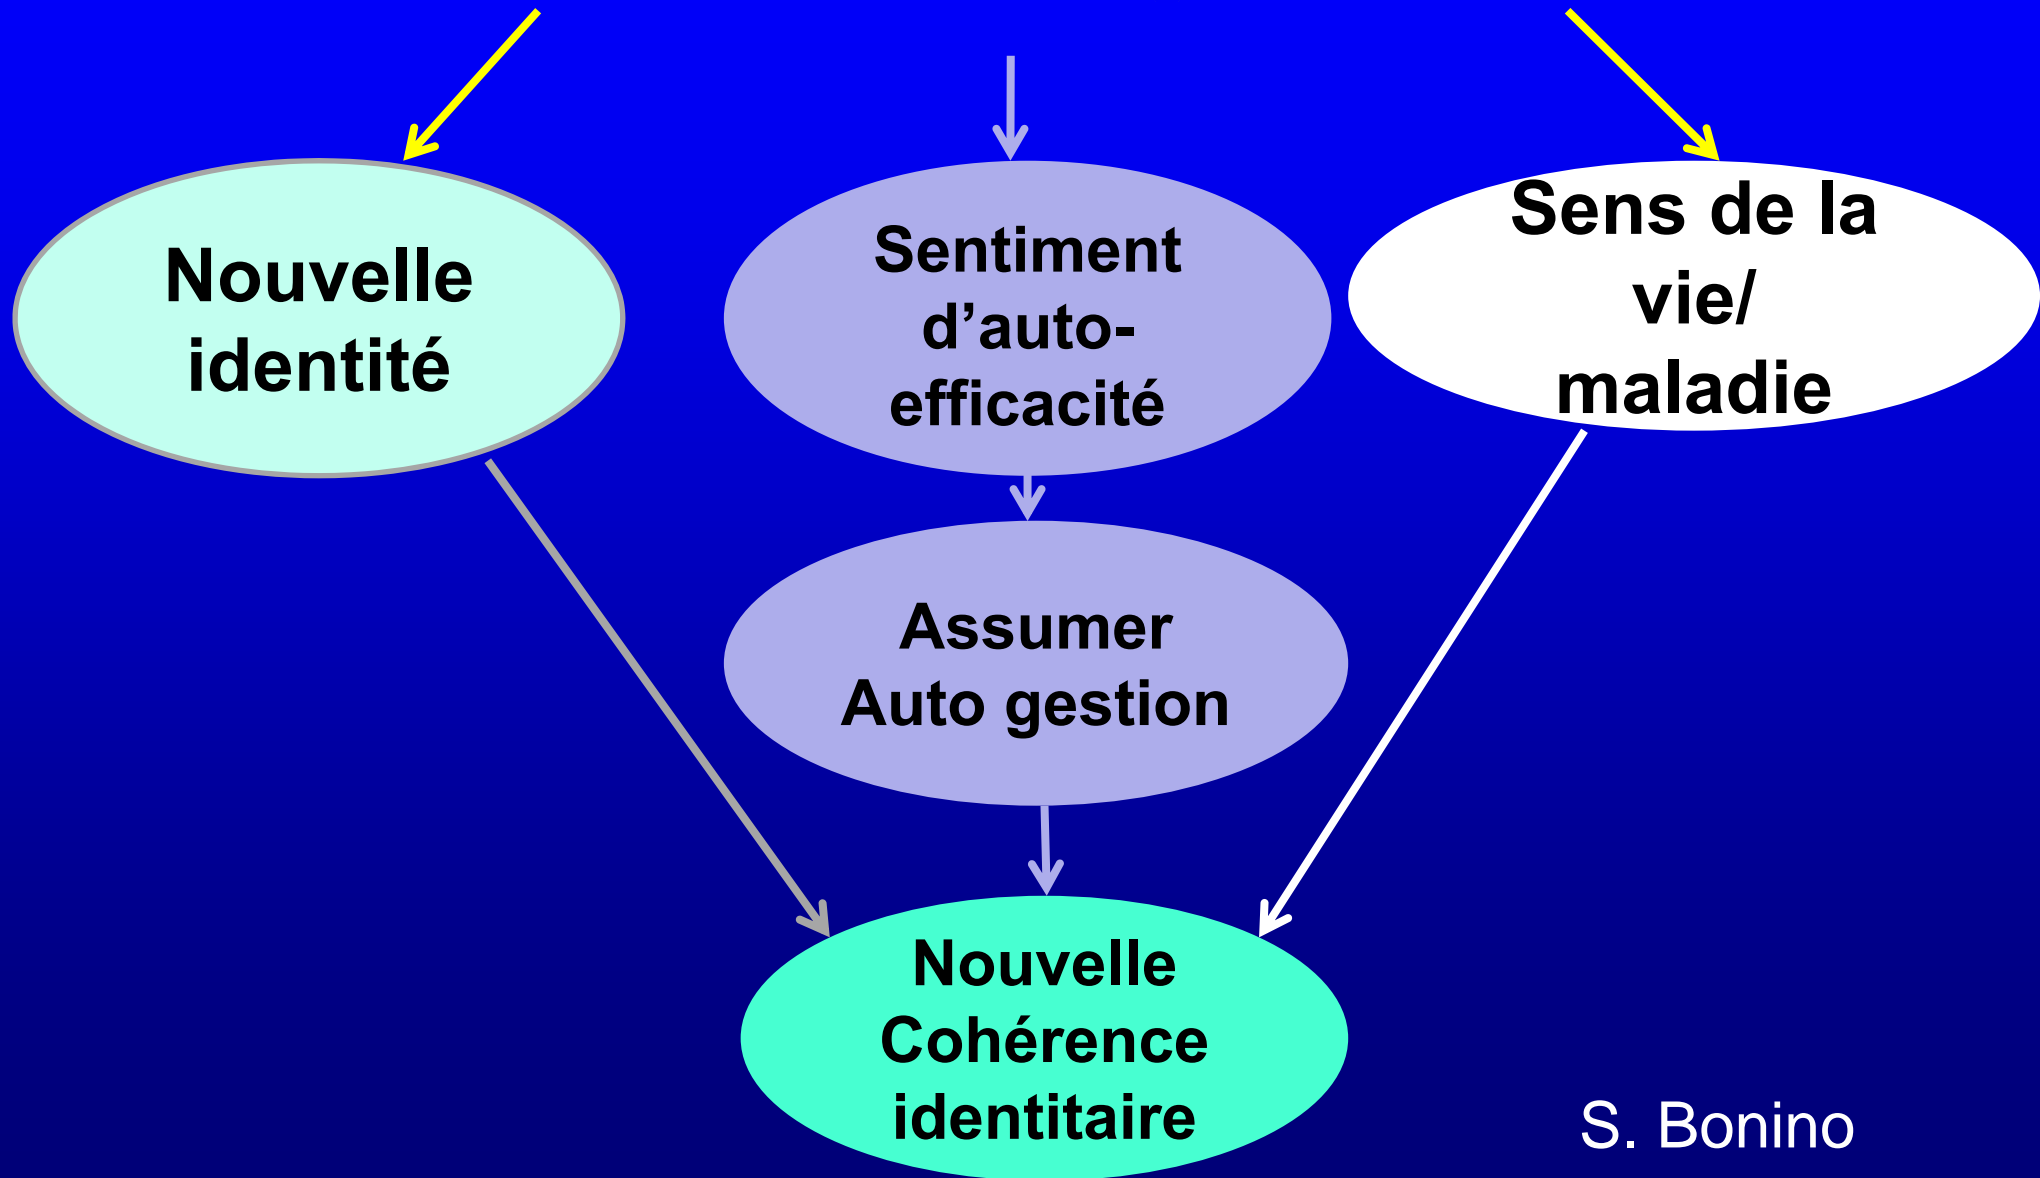 Nouvelle
identité
Sentiment
d’auto-
efficacité
Sens de la
vie/
maladie
Assumer
Auto gestion
Nouvelle
Cohérence
identitaire
S. Bonino